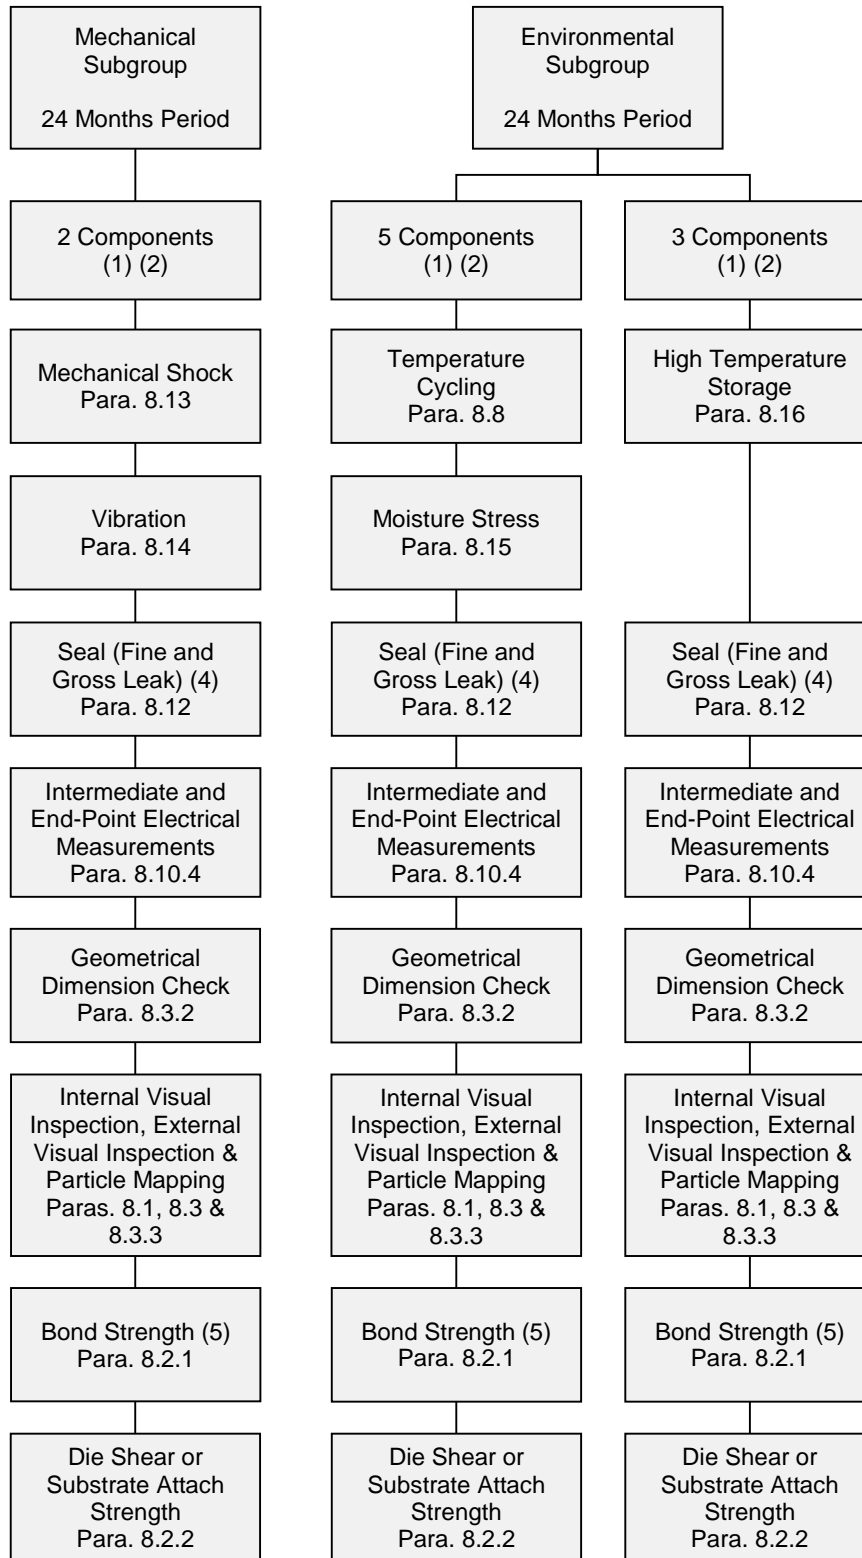 Mechanical
Subgroup
24 Months Period
2 Components
(1) (2)
Mechanical Shock
Para. 8.13
Vibration
Para. 8.14
Seal (Fine and
Gross Leak) (4)
Para. 8.12
Intermediate and
End-Point Electrical
Measurements
Para. 8.10.4
Geometrical
Dimension Check
Para. 8.3.2
Internal Visual
Inspection, External
Visual Inspection &
Particle Mapping
Paras. 8.1, 8.3 &
8.3.3
Bond Strength (5)
Para. 8.2.1
Die Shear or
Substrate Attach
Strength
Para. 8.2.2
Environmental
Subgroup
24 Months Period
5 Components
(1) (2)
Temperature
Cycling
Para. 8.8
Moisture Stress
Para. 8.15
Seal (Fine and
Gross Leak) (4)
Para. 8.12
Intermediate and
End-Point Electrical
Measurements
Para. 8.10.4
Geometrical
Dimension Check
Para. 8.3.2
Internal Visual
Inspection, External
Visual Inspection &
Particle Mapping
Paras. 8.1, 8.3 &
8.3.3
Bond Strength (5)
Para. 8.2.1
Die Shear or
Substrate Attach
Strength
Para. 8.2.2
3 Components
(1) (2)
High Temperature
Storage
Para. 8.16
Seal (Fine and
Gross Leak) (4)
Para. 8.12
Intermediate and
End-Point Electrical
Measurements
Para. 8.10.4
Geometrical
Dimension Check
Para. 8.3.2
Internal Visual
Inspection, External
Visual Inspection &
Particle Mapping
Paras. 8.1, 8.3 &
8.3.3
Bond Strength (5)
Para. 8.2.1
Die Shear or
Substrate Attach
Strength
Para. 8.2.2